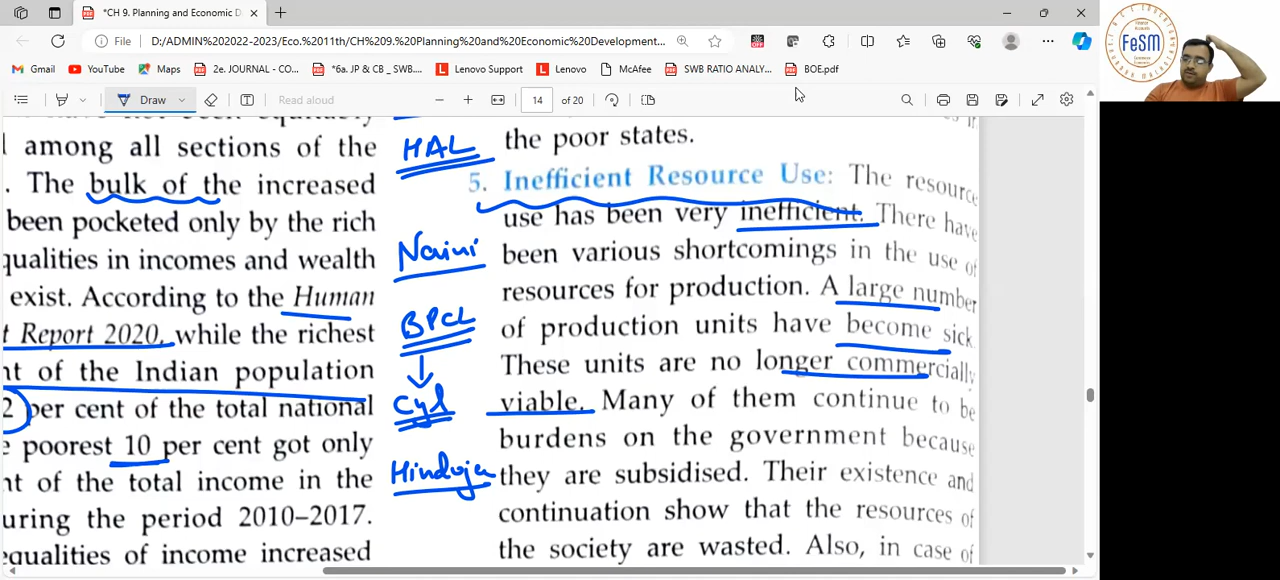 *CH 9. Planning and Economic D
File
D:/ADMIN%202022-2023/Eco.%2011th/CH%209.%20Planning%20and%20Economic%20Development...
Gmail YouTube Maps 2e. JOURNAL - CO... *6a. JP & CB _SWB.... Lenovo Support Lenovo McAfee SWB RATIO ANALY... BOE.pdf
Draw Read aloud 14 of 20
among all sections of the
. The bulk of the increased
been pocketed only by the rich
qualities in incomes and wealth
exist. According to the Human
t Report 2020, while the richest
nt of the Indian population
2 per cent of the total national
e poorest 10 per cent got only
nt of the total income in the
uring the period 2010–2017.
equalities of income increased
HAL
Naini
BPCL
Cyl
Hinduja
the poor states.
5. Inefficient Resource Use: The resource
use has been very inefficient. There have
been various shortcomings in the use of
resources for production. A large number
of production units have become sick
These units are no longer commercially
viable. Many of them continue to be
burdens on the government because
they are subsidised. Their existence and
continuation show that the resources of
the society are wasted. Also, in case of
FeSM